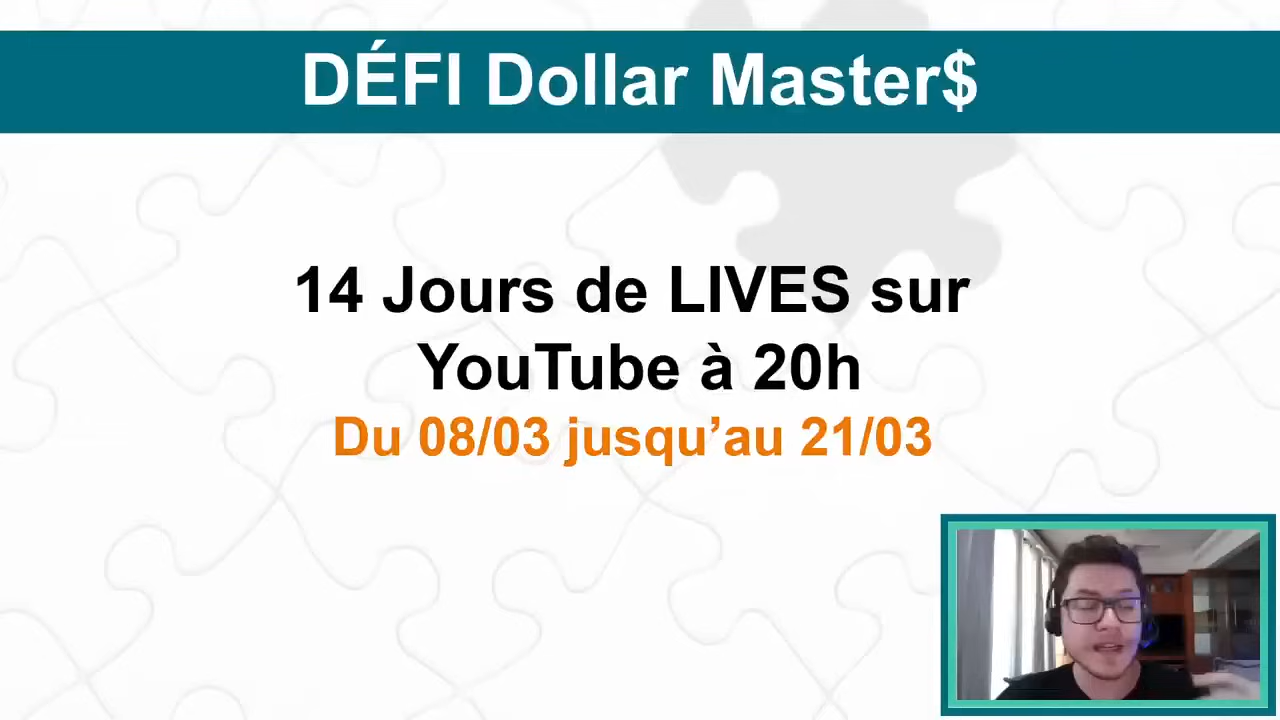 DÉFI Dollar Master$
14 Jours de LIVES sur
YouTube à 20h
Du 08/03 jusqu’au 21/03